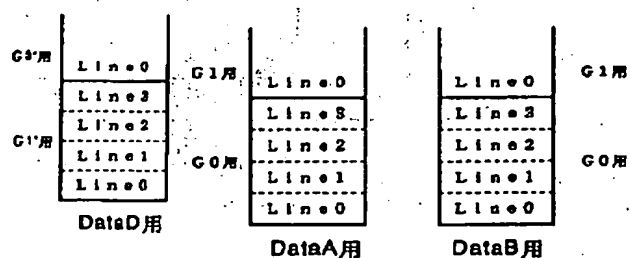 G3"用
Line0
Line3
Line2
G1"用
Line1
Line0
DataD用
G1用
Line0
Line3
Line2
G0用
Line1
Line0
DataA用
Line0
G1用
Line3
Line2
Line1
G0用
Line0
DataB用